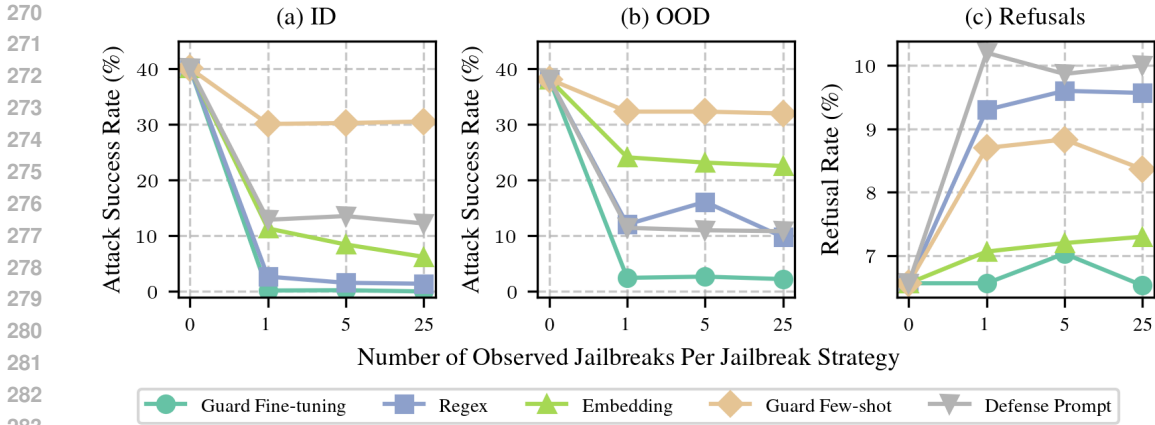 270
271
272
273
274
275
276
277
278
279
280
281
282
(a) ID
(b) OOD
(c) Refusals
Attack Success Rate (%)
40
30
20
10
0
0 1 5 25
Attack Success Rate (%)
40
30
20
10
0
0 1 5 25
Refusal Rate (%)
10
9
8
7
0 1 5 25
Number of Observed Jailbreaks Per Jailbreak Strategy
Guard Fine-tuning Regex Embedding Guard Few-shot Defense Prompt